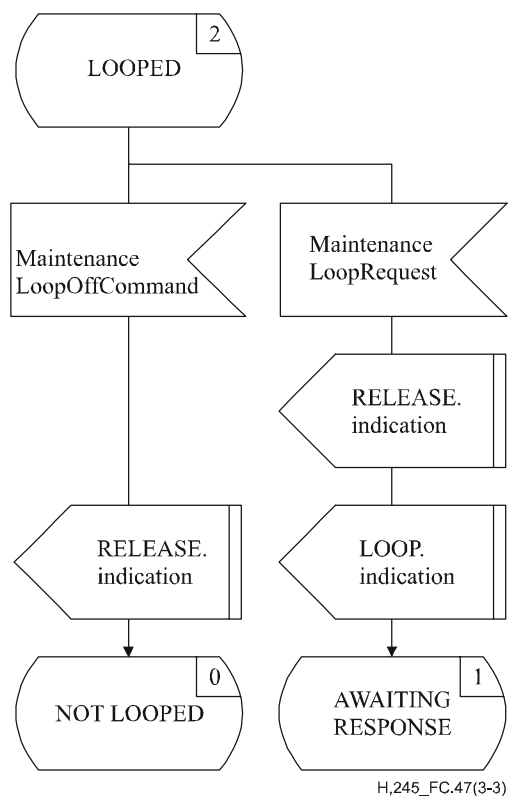 2
LOOPED
Maintenance
LoopOffCommand
Maintenance
LoopRequest
RELEASE.
indication
RELEASE.
indication
LOOP.
indication
0
NOT LOOPED
1
AWAITING
RESPONSE
H,245_FC.47(3-3)